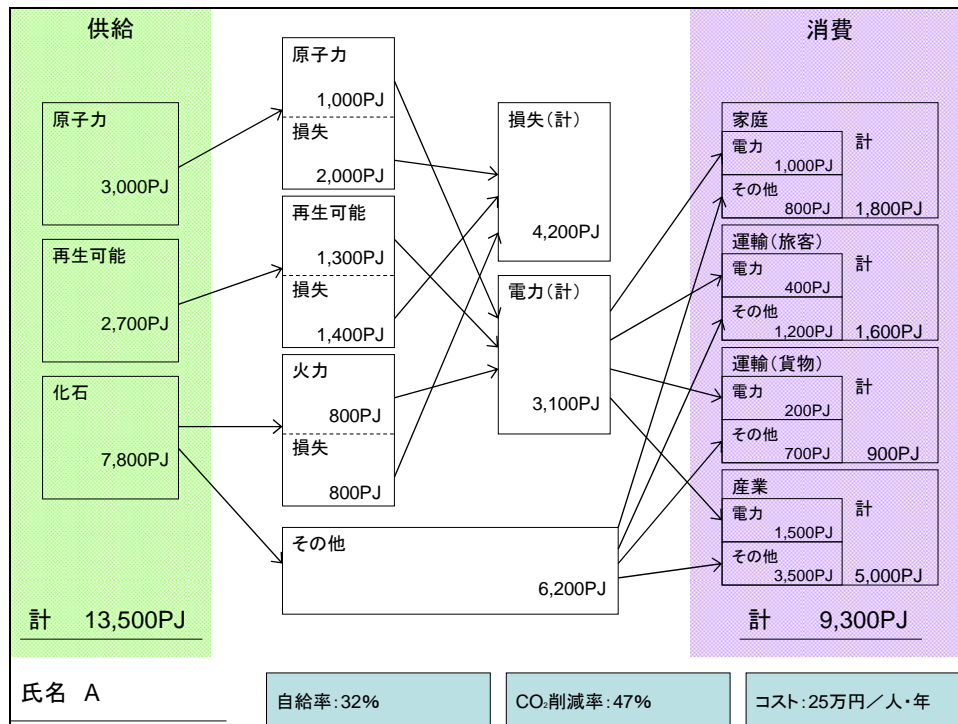 供給
原子力
3,000PJ
再生可能
2,700PJ
化石
7,800PJ
計 13,500PJ
原子力
1,000PJ
損失
2,000PJ
再生可能
1,300PJ
損失
1,400PJ
火力
800PJ
損失
800PJ
その他
6,200PJ
損失(計)
4,200PJ
電力(計)
3,100PJ
消費
家庭
電力
1,000PJ
その他
800PJ
計
1,800PJ
運輸(旅客)
電力
400PJ
その他
1,200PJ
計
1,600PJ
運輸(貨物)
電力
200PJ
その他
700PJ
計
900PJ
産業
電力
1,500PJ
その他
3,500PJ
計
5,000PJ
計 9,300PJ
氏名 A
自給率:32%
CO₂削減率:47%
コスト:25万円/人・年